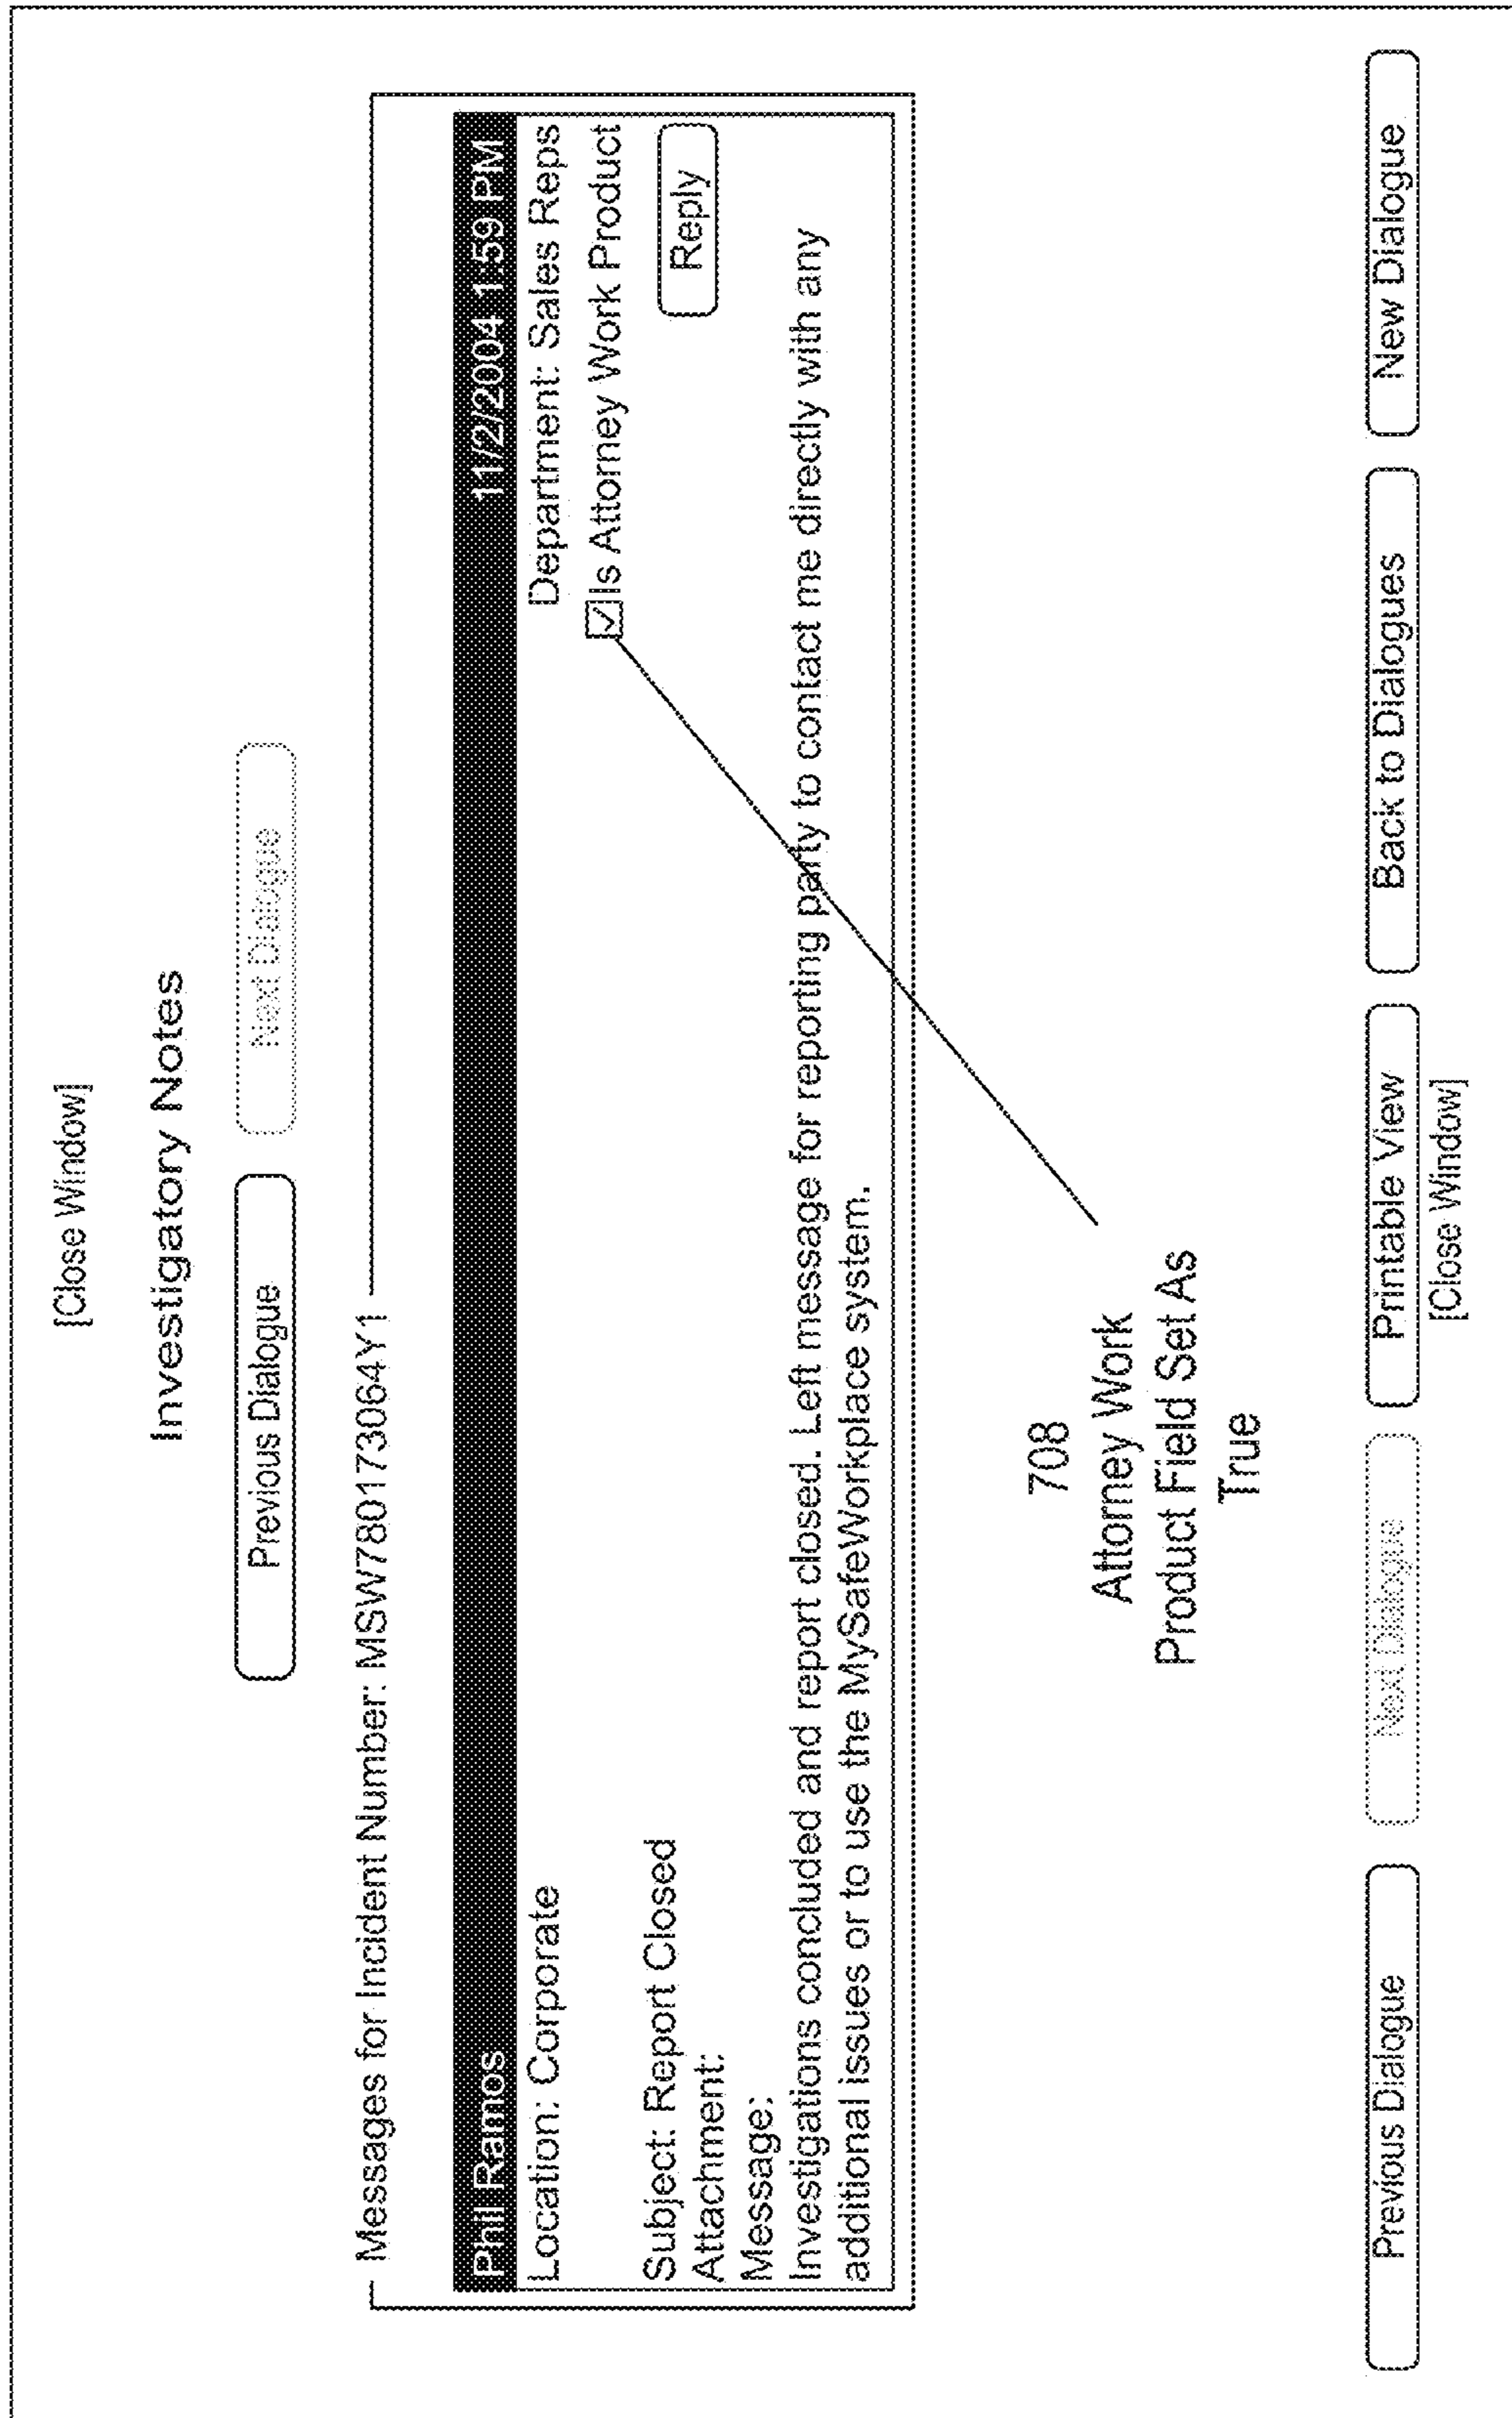 [Close Window]
Investigatory Notes
Previous Dialogue Next Dialogue
Messages for Incident Number: MSW780173064Y1
Phil Ramos 11/2/2004 1:59 PM
Location: Corporate Department: Sales Reps
Is Attorney Work Product
Subject: Report Closed
Reply
Attachment:
Message:
Investigations concluded and report closed. Left message for reporting party to contact me directly with any
additional issues or to use the MySafeWorkplace system.
708
Attorney Work
Product Field Set As
True
Previous Dialogue Next Dialogue Printable View Back to Dialogues New Dialogue
[Close Window]